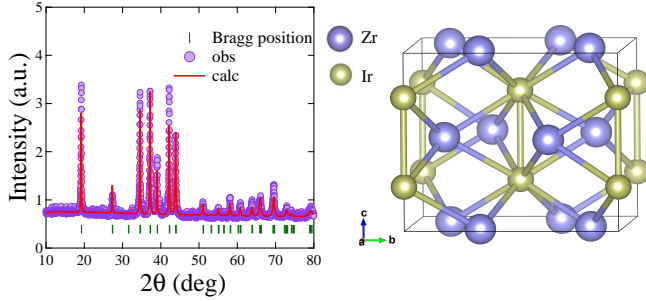 5
4
3
2
1
0
Intensity (a.u.)
Bragg position
obs
calc
10 20 30 40 50 60 70 80
2θ (deg)
Zr
Ir
c
a
b